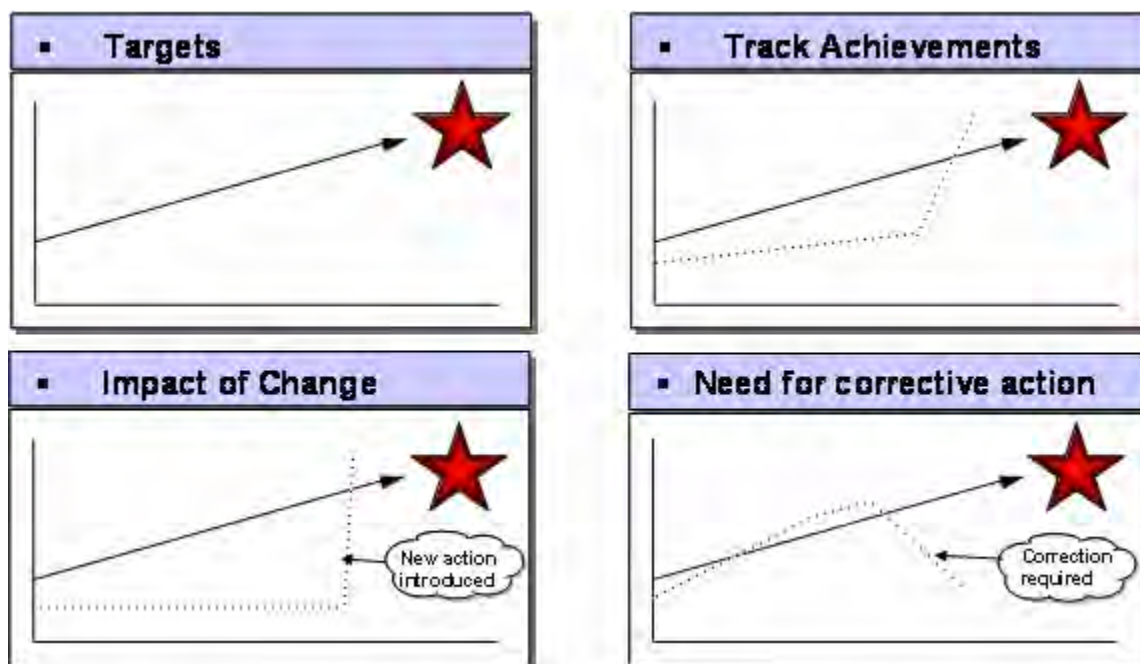 ▪ Targets
▪ Track Achievements
▪ Impact of Change
New action
introduced
▪ Need for corrective action
Correction
required